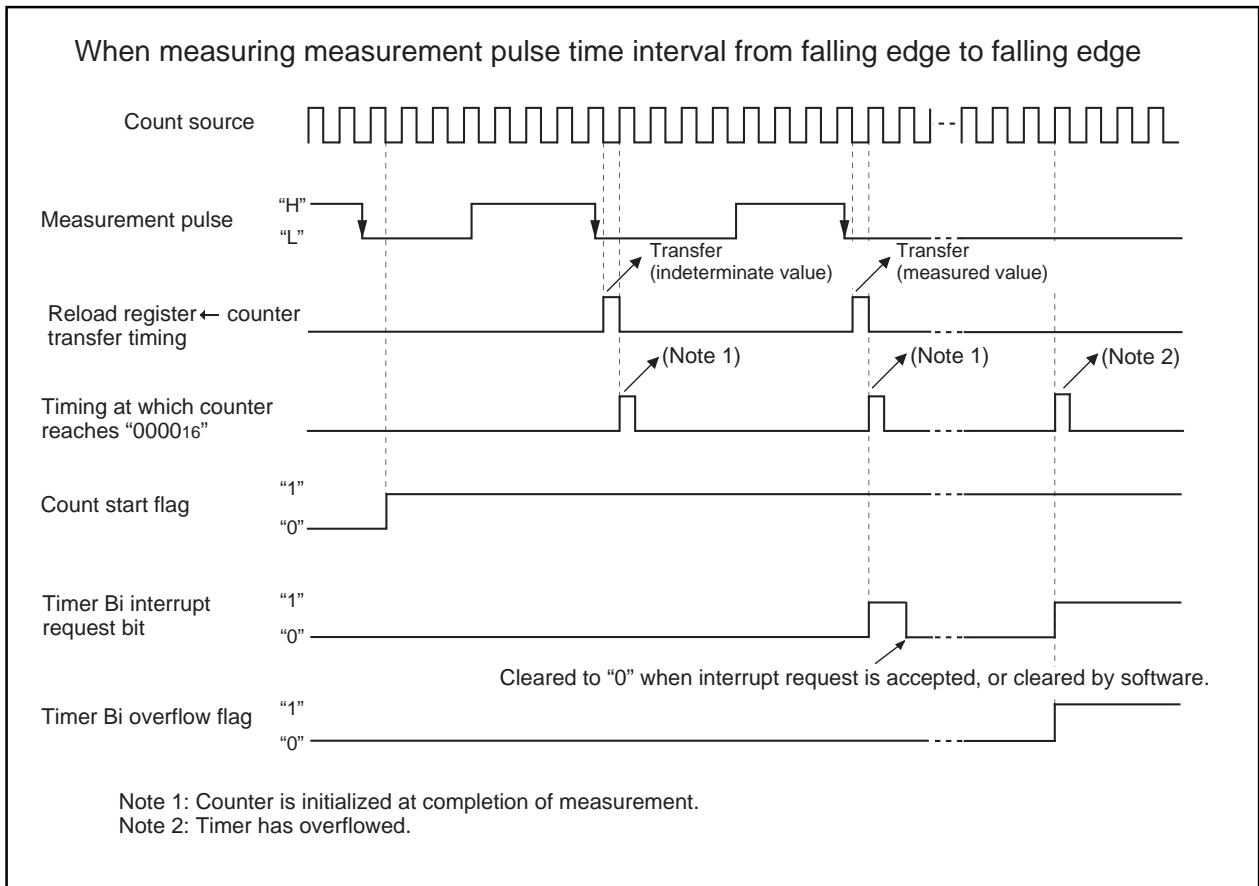 When measuring measurement pulse time interval from falling edge to falling edge
Count source
Measurement pulse
“H”
“L”
Transfer
(indeterminate value)
Transfer
(measured value)
Reload register ← counter
transfer timing
(Note 1)
(Note 1)
(Note 2)
Timing at which counter
reaches “000016”
Count start flag
“1”
“0”
Timer Bi interrupt
request bit
“1”
“0”
Cleared to “0” when interrupt request is accepted, or cleared by software.
Timer Bi overflow flag
“1”
“0”
Note 1: Counter is initialized at completion of measurement.
Note 2: Timer has overflowed.